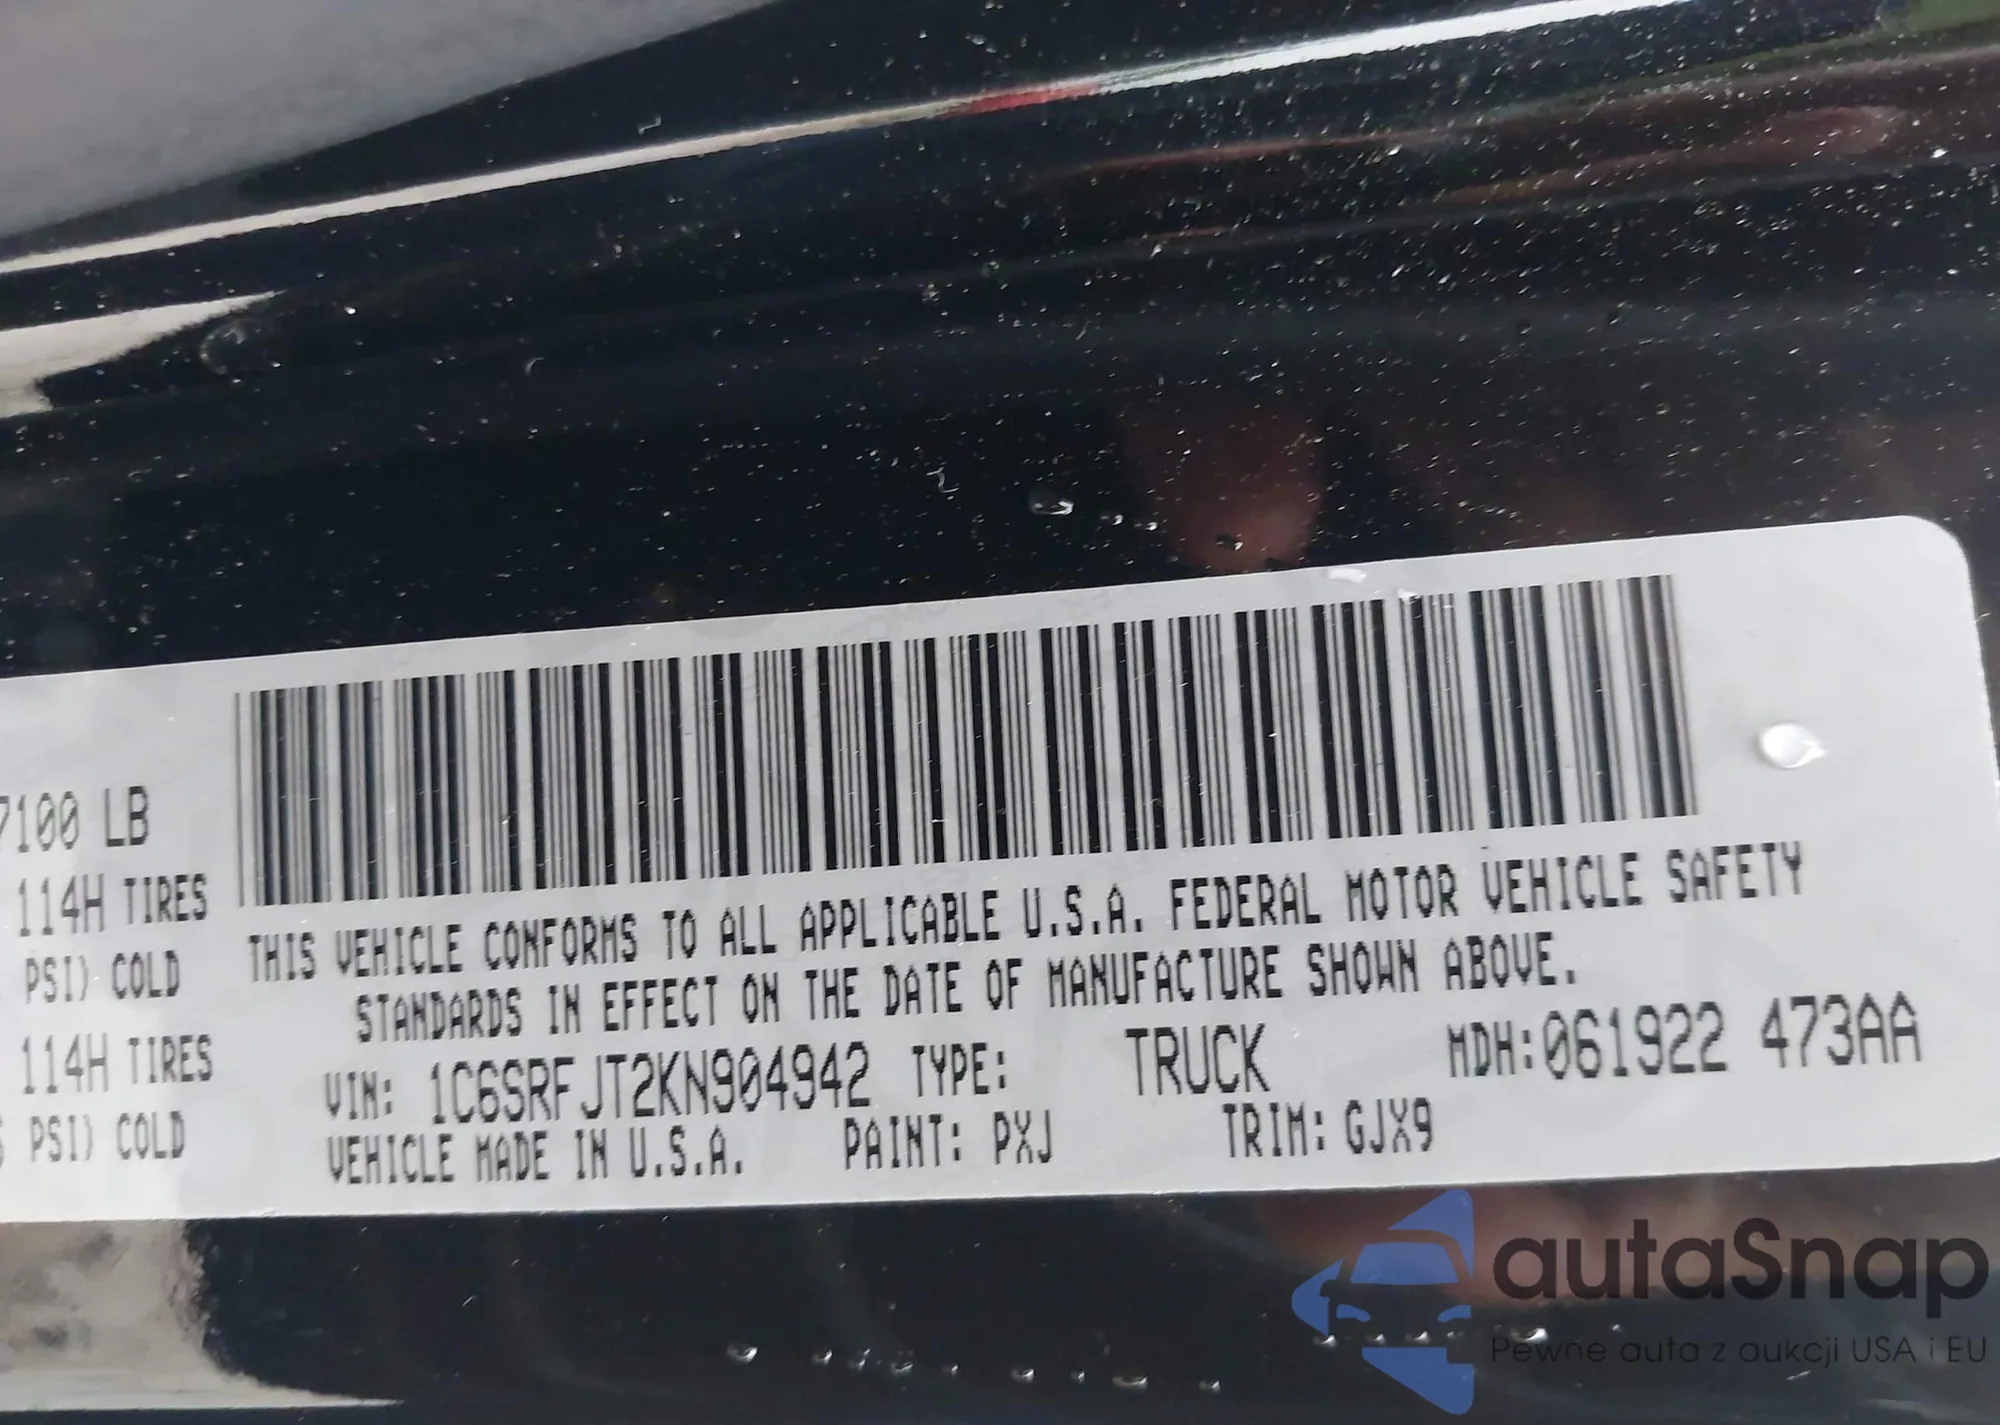 7100 LB
114H TIRES
PSI) COLD
114H TIRES
PSI) COLD
THIS VEHICLE CONFORMS TO ALL APPLICABLE U.S.A. FEDERAL MOTOR VEHICLE SAFETY
STANDARDS IN EFFECT ON THE DATE OF MANUFACTURE SHOWN ABOVE.
VIN: 1C6SRFJT2KN904942 TYPE: TRUCK MDH:061922 473AA
VEHICLE MADE IN U.S.A. PAINT: PXJ TRIM: GJX9
autaSnap
Pewne auta z aukcji USA i EU